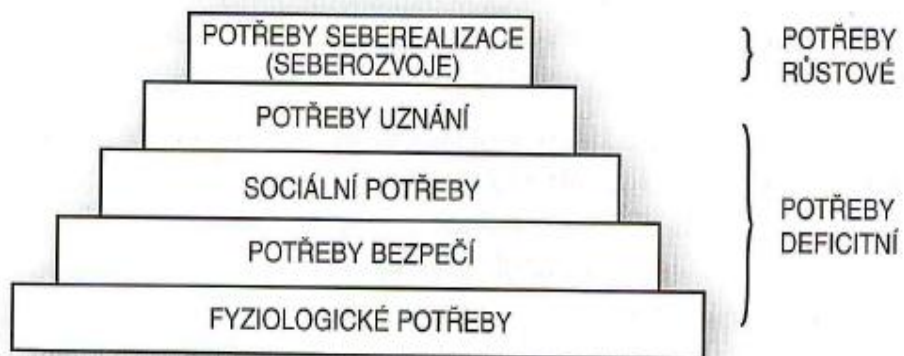 POTŘEBY SEBEREALIZACE
(SEBEROZVOJE)
POTŘEBY UZNÁNÍ
SOCIÁLNÍ POTŘEBY
POTŘEBY BEZPEČÍ
FYZIOLOGICKÉ POTŘEBY
POTŘEBY
RŮSTOVÉ
POTŘEBY
DEFICITNÍ